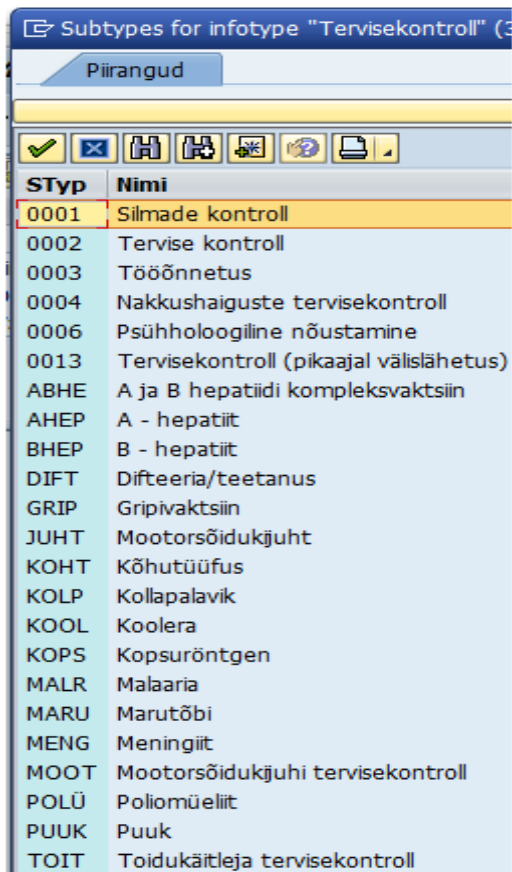 Subtypes for infotype "Tervisekontroll" (3
Piirangud
STyp Nimi
0001 Silmade kontroll
0002 Tervise kontroll
0003 Tööõnnetus
0004 Nakkushaiguste tervisekontroll
0006 Psühholoogiline nõustamine
0013 Tervisekontroll (pikaajal välislähetus)
ABHE A ja B hepatiidi kompleksvaktsiin
AHEP A - hepatiit
BHEP B - hepatiit
DIFT Difteeria/teetanus
GRIP Gripivaktsiin
JUHT Mootorsõidukijuht
KOHT Kõhutüüfus
KOLP Kollapalavik
KOOL Koolera
KOPS Kopsuröntgen
MALR Malaaria
MARU Marutõbi
MENG Meningiit
MOOT Mootorsõidukijuhi tervisekontroll
POLÜ Poliomüeliit
PUUK Puuk
TOIT Toidukäitleja tervisekontroll